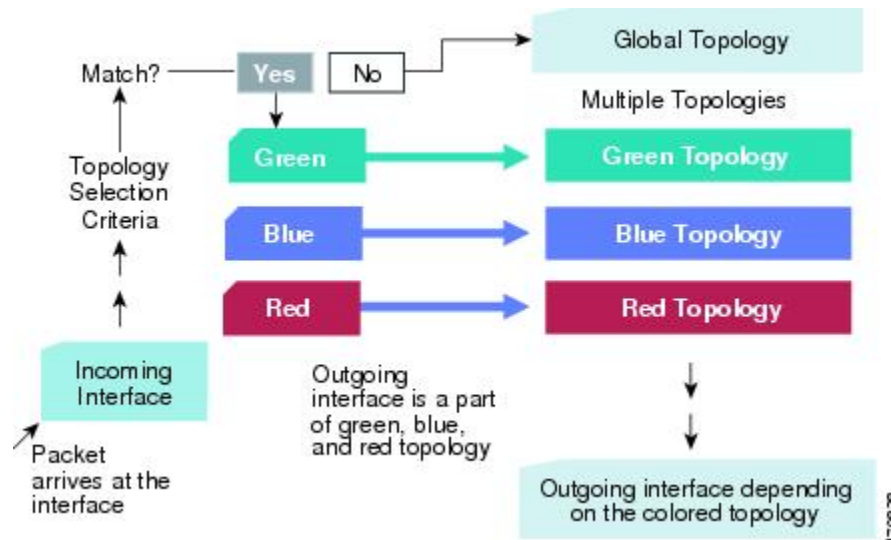 Match?
Yes
No
Global Topology
Multiple Topologies
Topology
Selection
Criteria
Green
Green Topology
Blue
Blue Topology
Red
Red Topology
Incoming
Interface
Packet
arrives at the
interface
Outgoing
interface is a part
of green, blue,
and red topology
Outgoing interface depending
on the colored topology